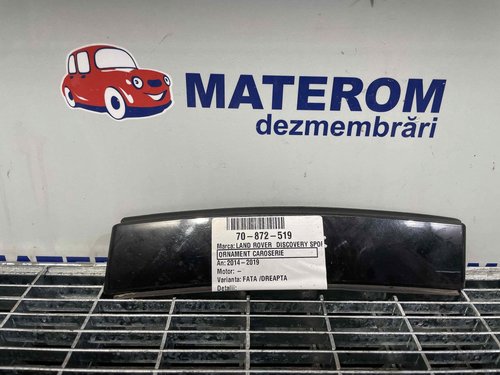 MATEROM
dezmembrări
70-872-519
Marca: LAND ROVER DISCOVERY SPO
ORNAMENT CAROSERIE
An: 2014-2019
Motor: -
Varianta: FATA /DREAPTA
Detalii: